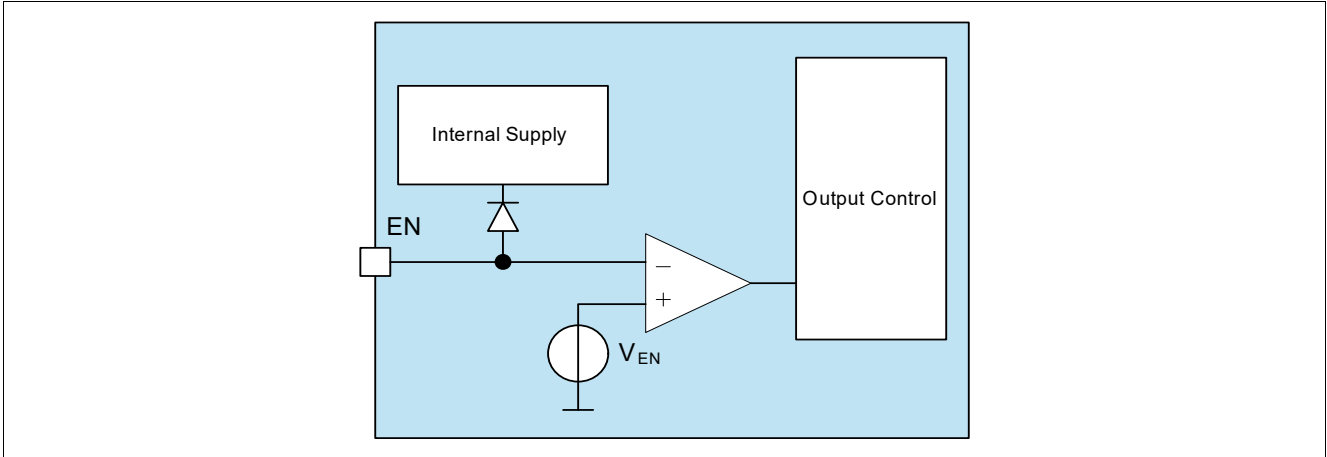 Internal Supply
Output Control
EN
−
+
VEN